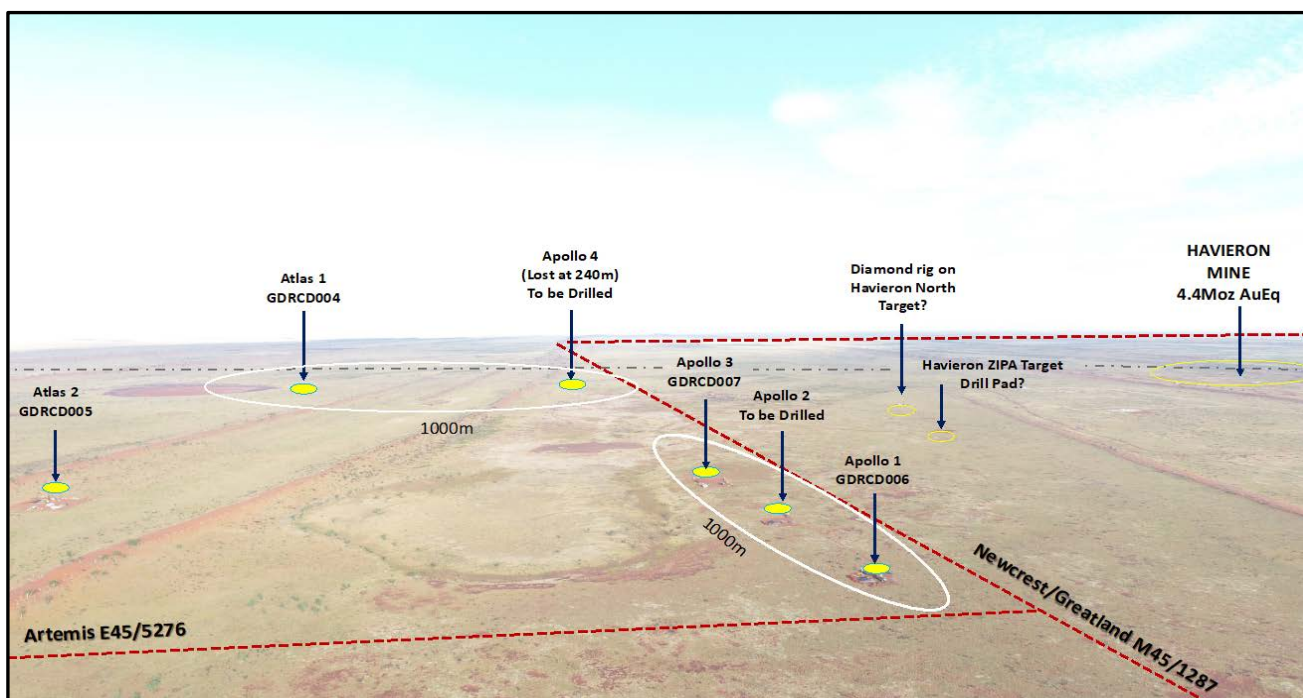 HAVIERON
MINE
4.4Moz AuEq
Apollo 4
(Lost at 240m)
To be Drilled
Diamond rig on
Havieron North
Target?
Atlas 1
GDRCD004
Apollo 3
GDRCD007
Havieron ZIPA Target
Drill Pad?
Atlas 2
GDRCD005
Apollo 2
To be Drilled
1000m
Apollo 1
GDRCD006
1000m
Newcrest/Greatland M45/1287
Artemis E45/5276